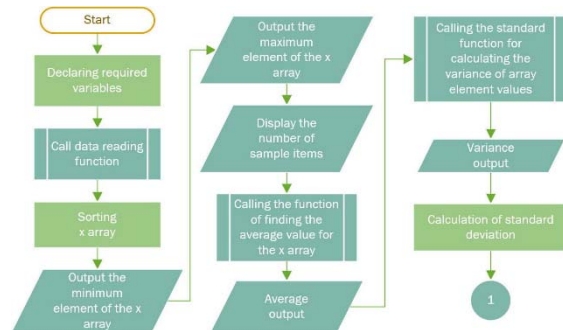 Start
Declaring required
variables
Call data reading
function
Sorting
x array
Output the
minimum
element of the x
array
Output the
maximum
element of the x
array
Display the
number of
sample items
Calling the function
of finding the
average value for
the x array
Average
output
Calling the standard
function for
calculating the
variance of array
element values
Variance
output
Calculation of standard
deviation
1